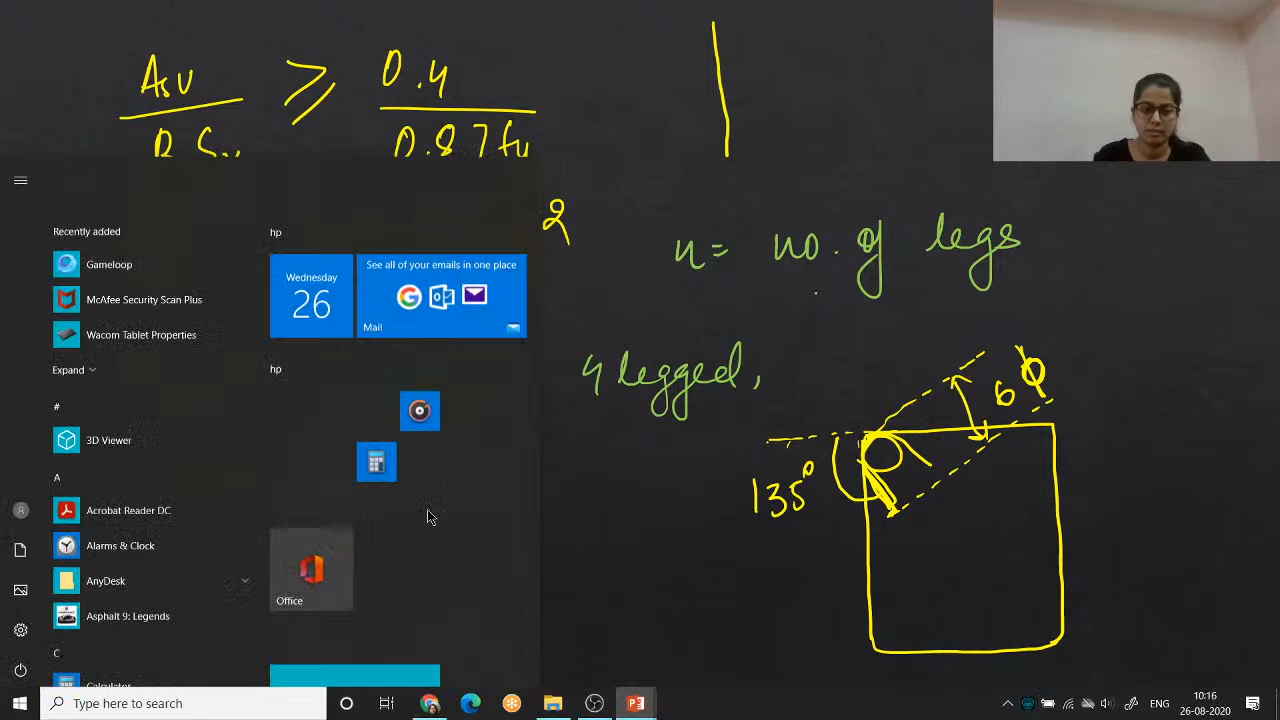 Asv ≥ 0.4
0.87fy
2
n = no. of legs
4 legged,
6 ϕ
135°
Recently added
Gameloop
McAfee Security Scan Plus
Wacom Tablet Properties
Expand
#
3D Viewer
A
Acrobat Reader DC
Alarms & Clock
AnyDesk
Asphalt 9: Legends
C
Calculator
hp
Wednesday
26
See all of your emails in one place
Mail
hp
Office
Type here to search
ENG
10:16
26-08-2020